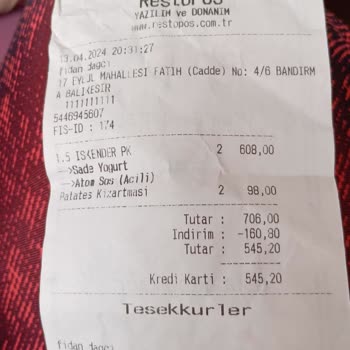 RestoPOS
YAZILIM ve DONANIM
www.restopos.com.tr
13.04.2024 20:31:27
fidan dagci
17 EYLUL MAHALLESI FATIH (Cadde) No: 4/6 BANDIRM
A BALIKESIR
1111111111
5446945607
FIS-ID : 174
1.5 ISKENDER PK 2 608,00
-->Sade Yogurt
-->Atom Sos (Acili)
Patates Kizartmasi 2 98,00
Tutar : 706,00
Indirim : -160,80
Tutar : 545,20
Kredi Karti : 545,20
Tesekkurler
fidan dagci